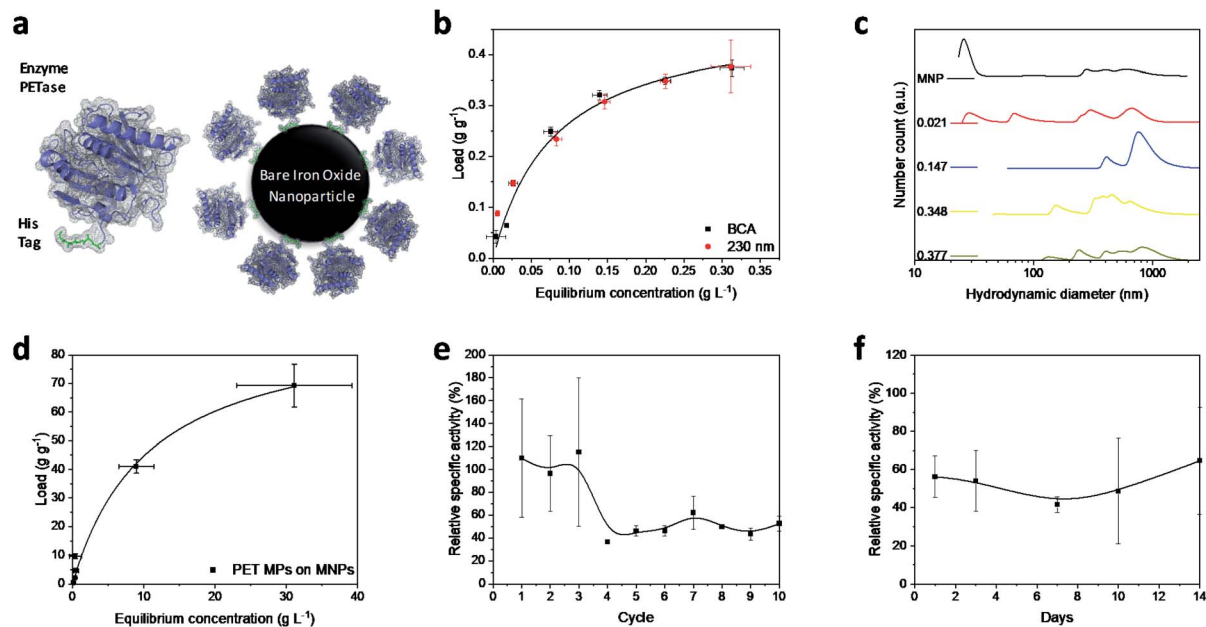 a
Enzyme
PETase
His
Tag
Bare Iron Oxide
Nanoparticle
b
Load (g g⁻¹)
0.4
0.3
0.2
0.1
0.0
BCA
230 nm
0.00 0.05 0.10 0.15 0.20 0.25 0.30 0.35
Equilibrium concentration (g L⁻¹)
c
Number count (a.u.)
MNP
0.021
0.147
0.348
0.377
10 100 1000
Hydrodynamic diameter (nm)
d
Load (g g⁻¹)
80
70
60
50
40
30
20
10
0
PET MPs on MNPs
0 10 20 30 40
Equilibrium concentration (g L⁻¹)
e
Relative specific activity (%)
200
180
160
140
120
100
80
60
40
20
0
0 1 2 3 4 5 6 7 8 9 10
Cycle
f
Relative specific activity (%)
120
100
80
60
40
20
0
0 2 4 6 8 10 12 14
Days